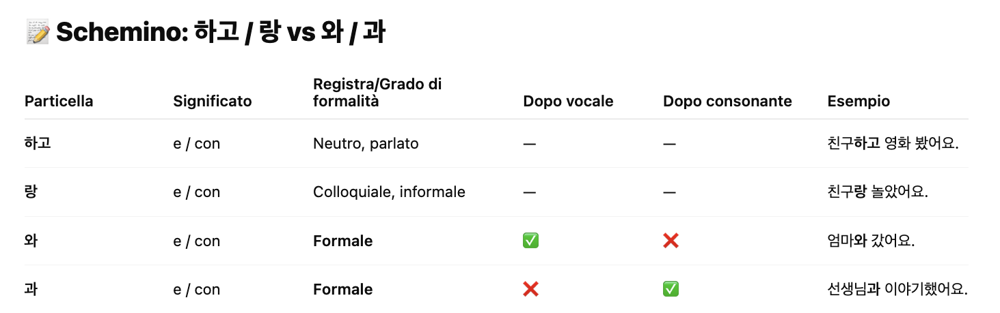 📝 Schemino: 하고 / 랑 vs 와 / 과
Particella Significato Registra/Grado di formalità Dopo vocale Dopo consonante Esempio
하고 e / con Neutro, parlato — — 친구하고 영화 봤어요.
랑 e / con Colloquiale, informale — — 친구랑 놀았어요.
와 e / con Formale ✅ ❌ 엄마와 갔어요.
과 e / con Formale ❌ ✅ 선생님과 이야기했어요.